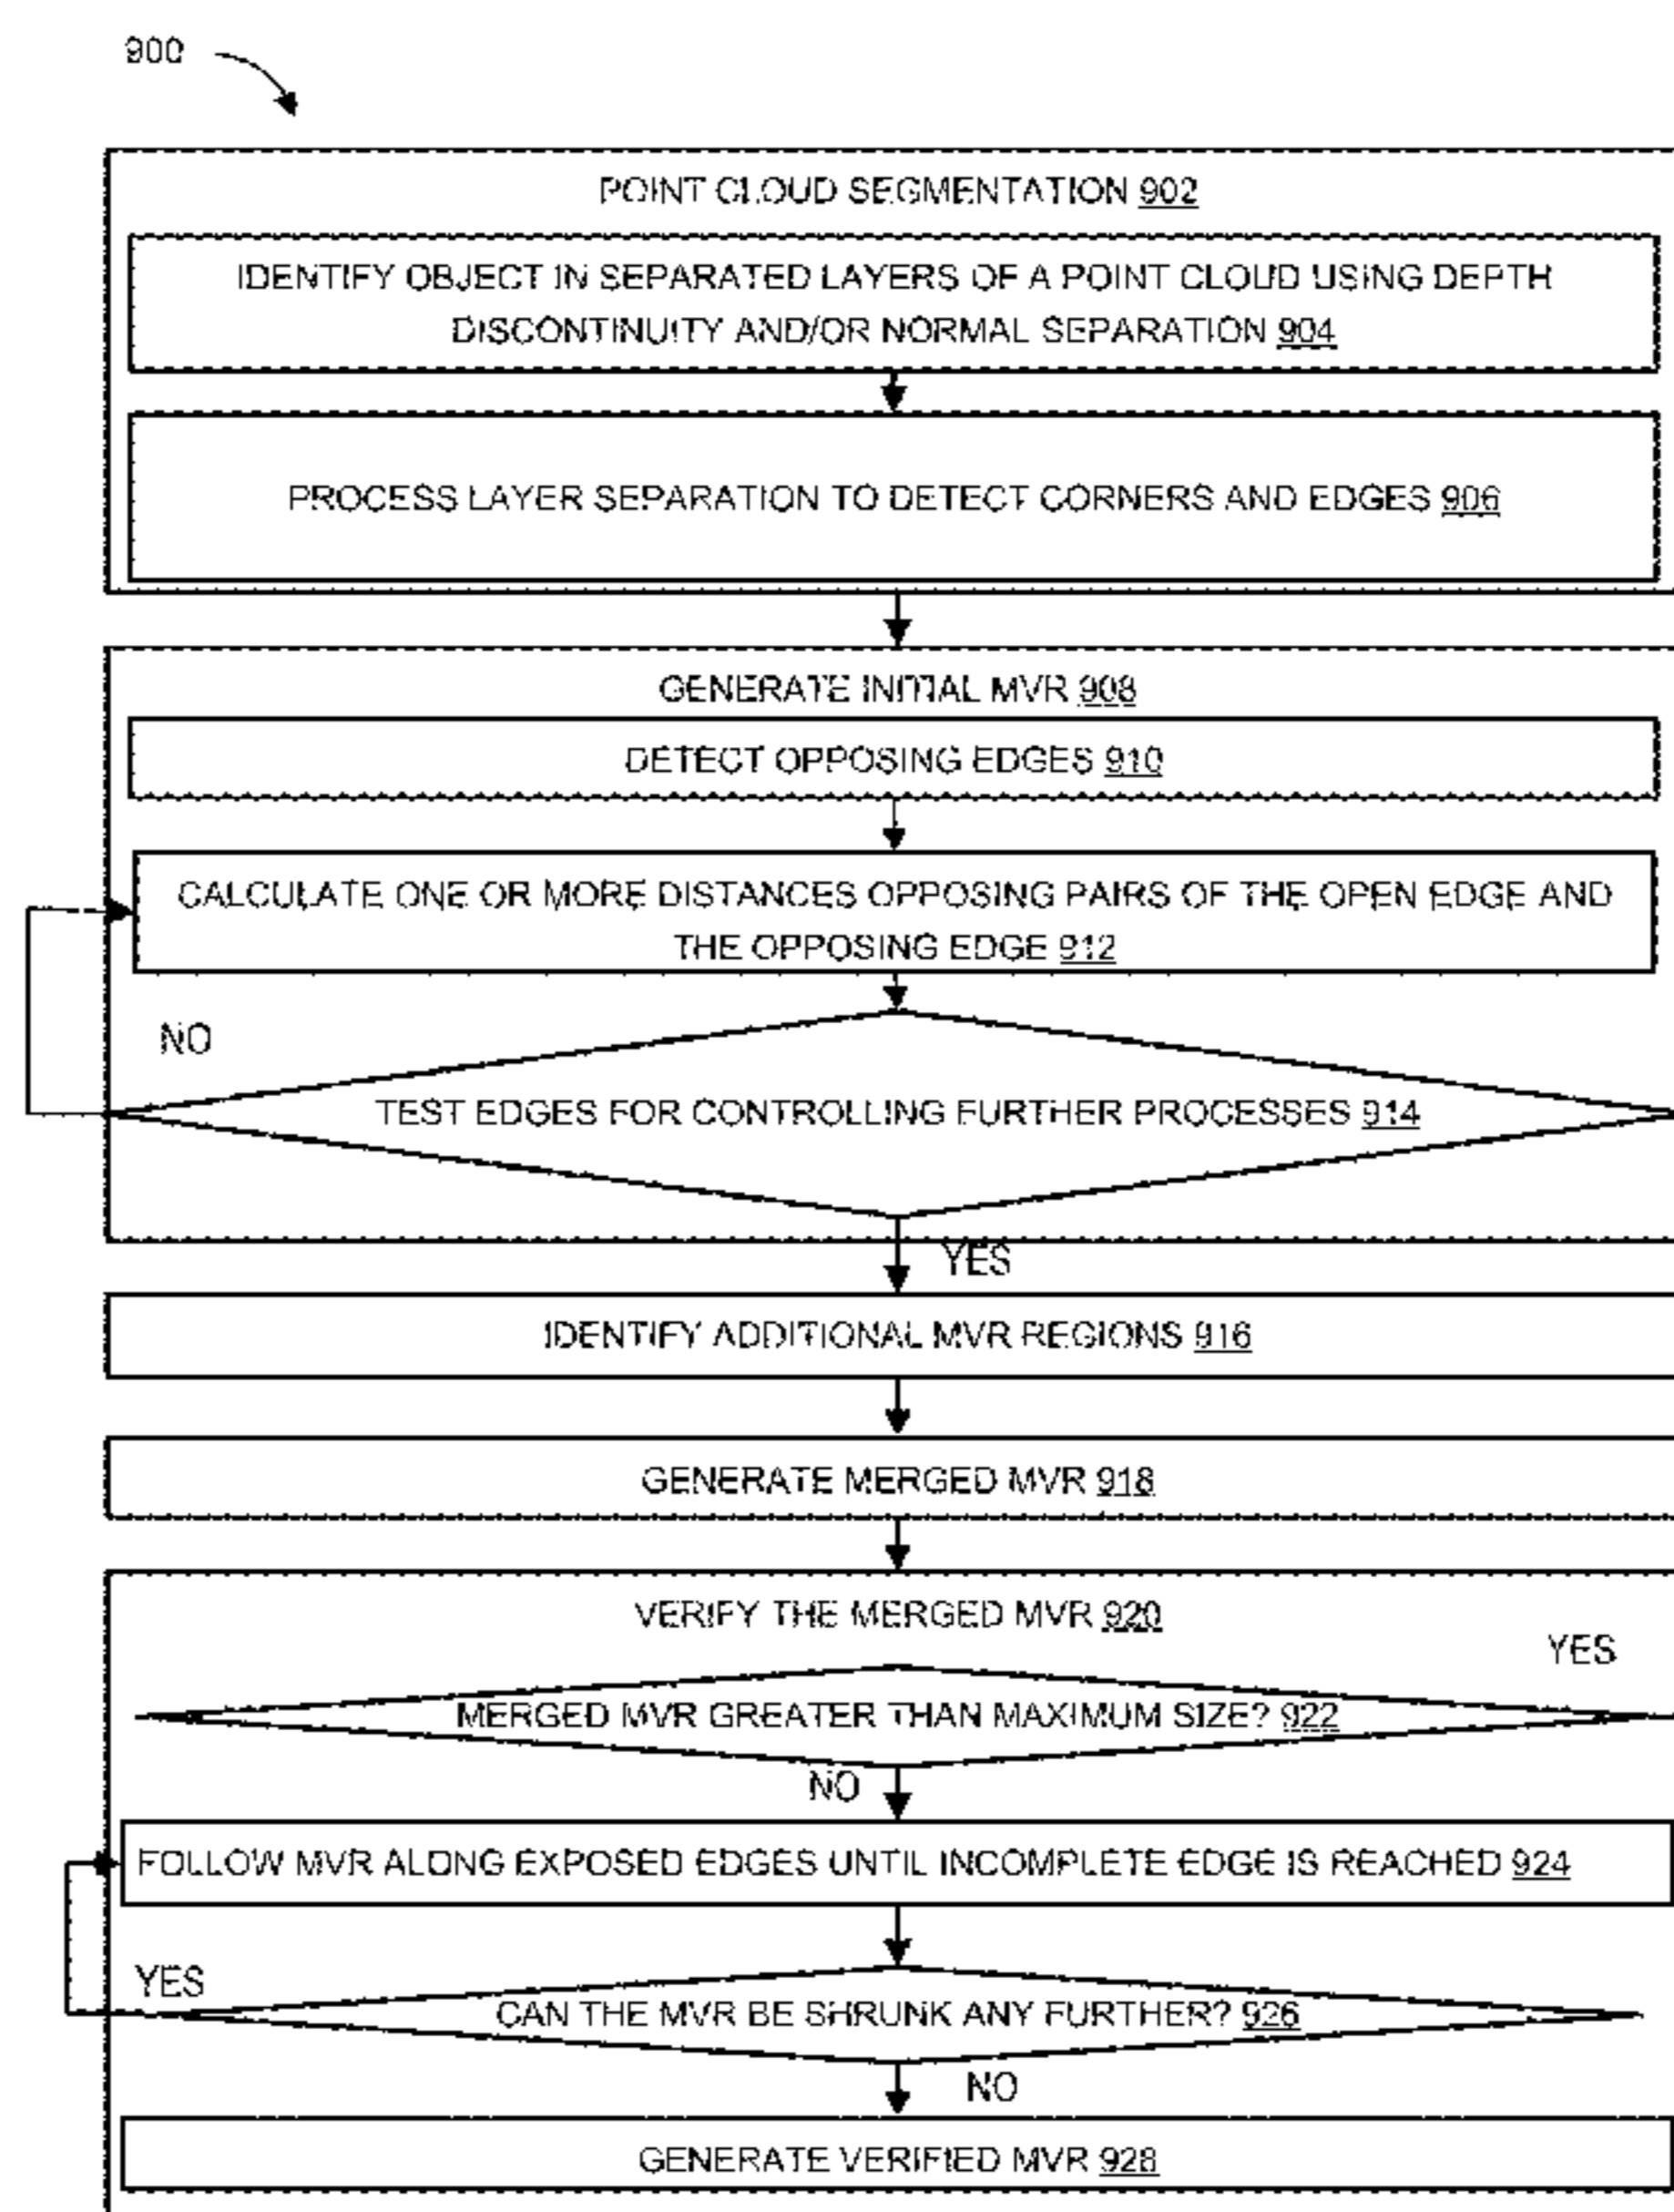 900
POINT CLOUD SEGMENTATION 902
IDENTIFY OBJECT IN SEPARATED LAYERS OF A POINT CLOUD USING DEPTH
DISCONTINUITY AND/OR NORMAL SEPARATION 904
PROCESS LAYER SEPARATION TO DETECT CORNERS AND EDGES 906
GENERATE INITIAL MVR 908
DETECT OPPOSING EDGES 910
CALCULATE ONE OR MORE DISTANCES OPPOSING PAIRS OF THE OPEN EDGE AND
THE OPPOSING EDGE 912
NO
TEST EDGES FOR CONTROLLING FURTHER PROCESSES 914
YES
IDENTIFY ADDITIONAL MVR REGIONS 916
GENERATE MERGED MVR 918
VERIFY THE MERGED MVR 920
YES
MERGED MVR GREATER THAN MAXIMUM SIZE? 922
NO
FOLLOW MVR ALONG EXPOSED EDGES UNTIL INCOMPLETE EDGE IS REACHED 924
YES
CAN THE MVR BE SHRUNK ANY FURTHER? 926
NO
GENERATE VERIFIED MVR 928